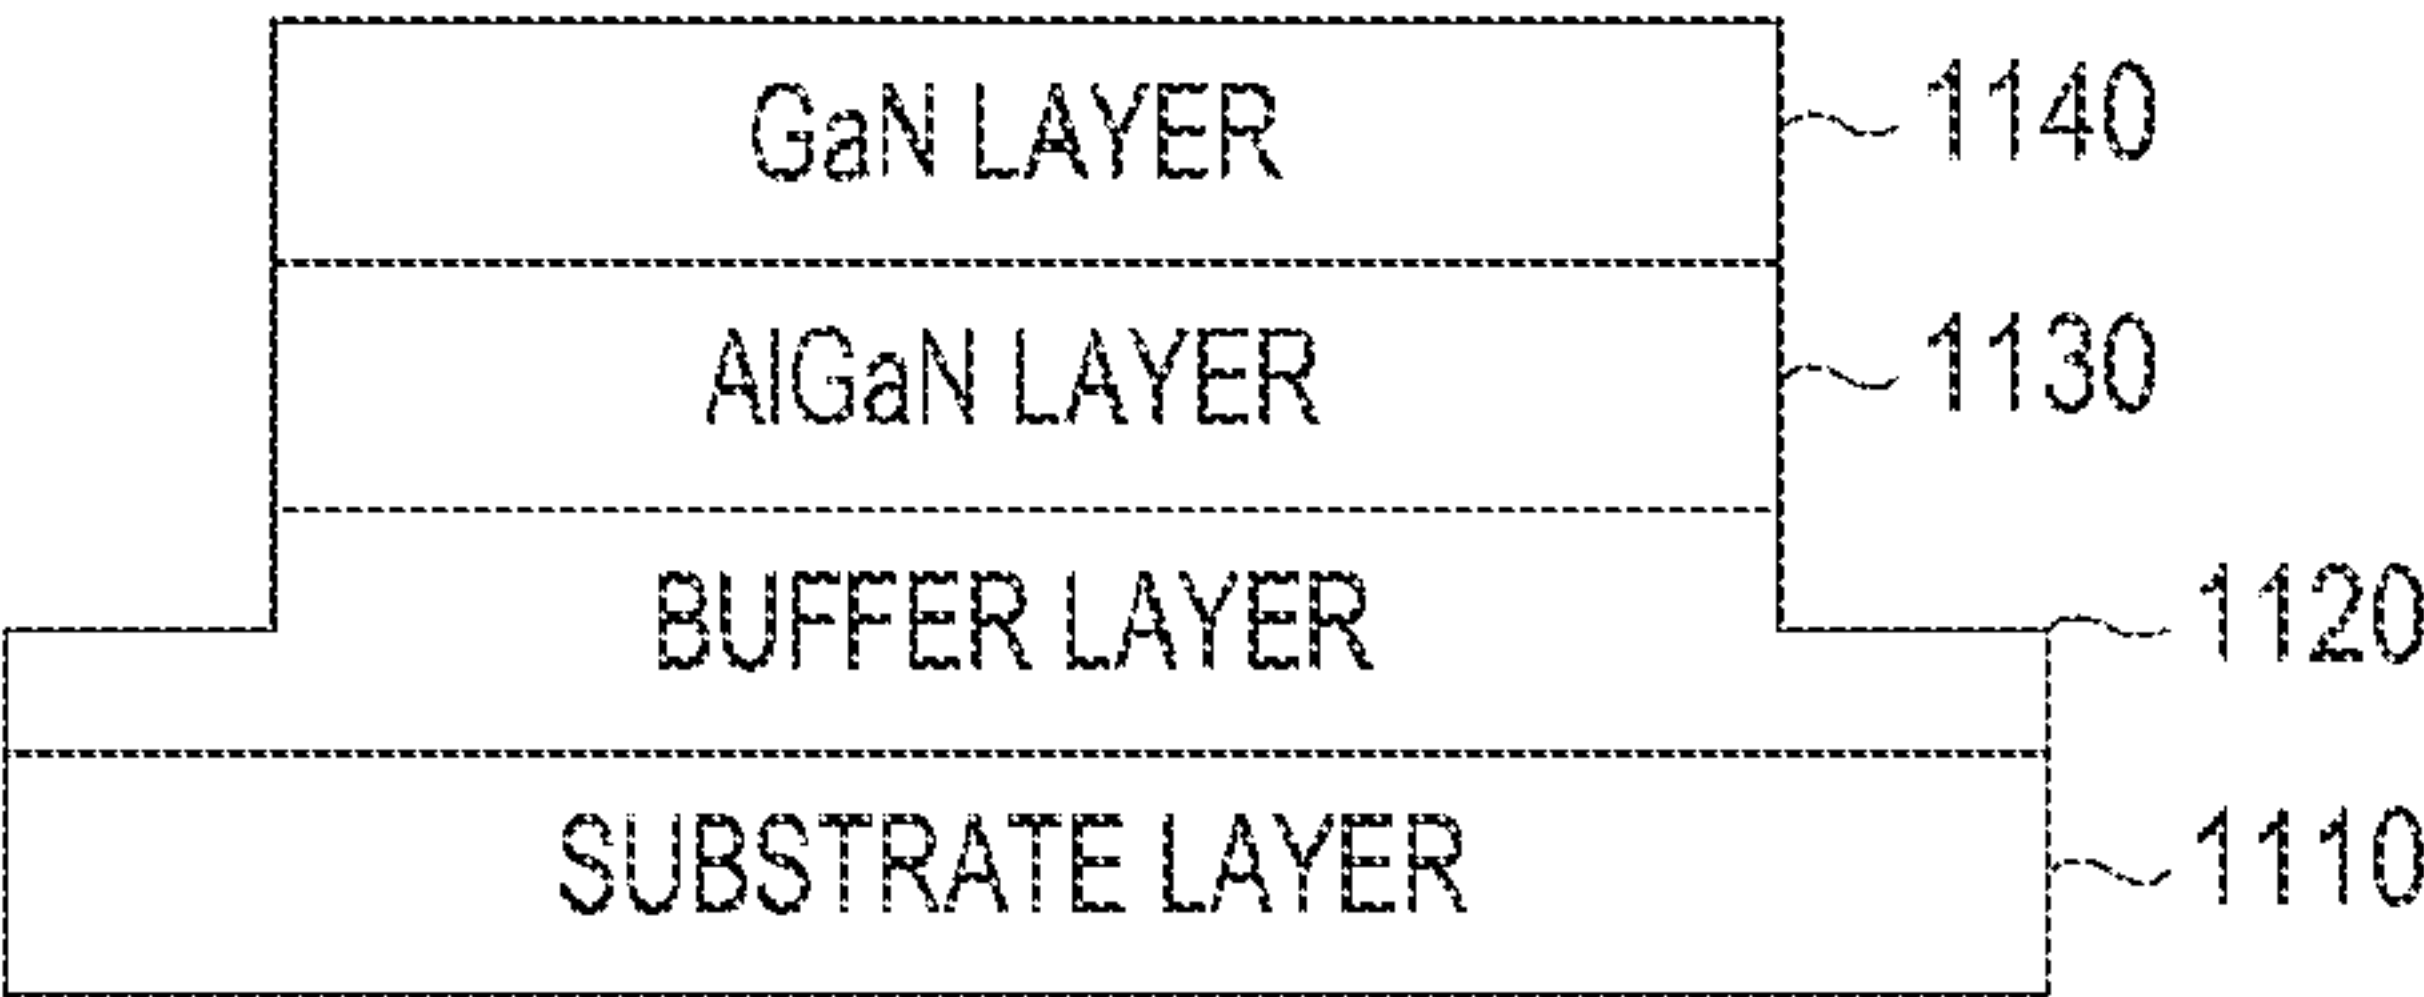 GaN LAYER 1140
AlGaN LAYER 1130
BUFFER LAYER 1120
SUBSTRATE LAYER 1110